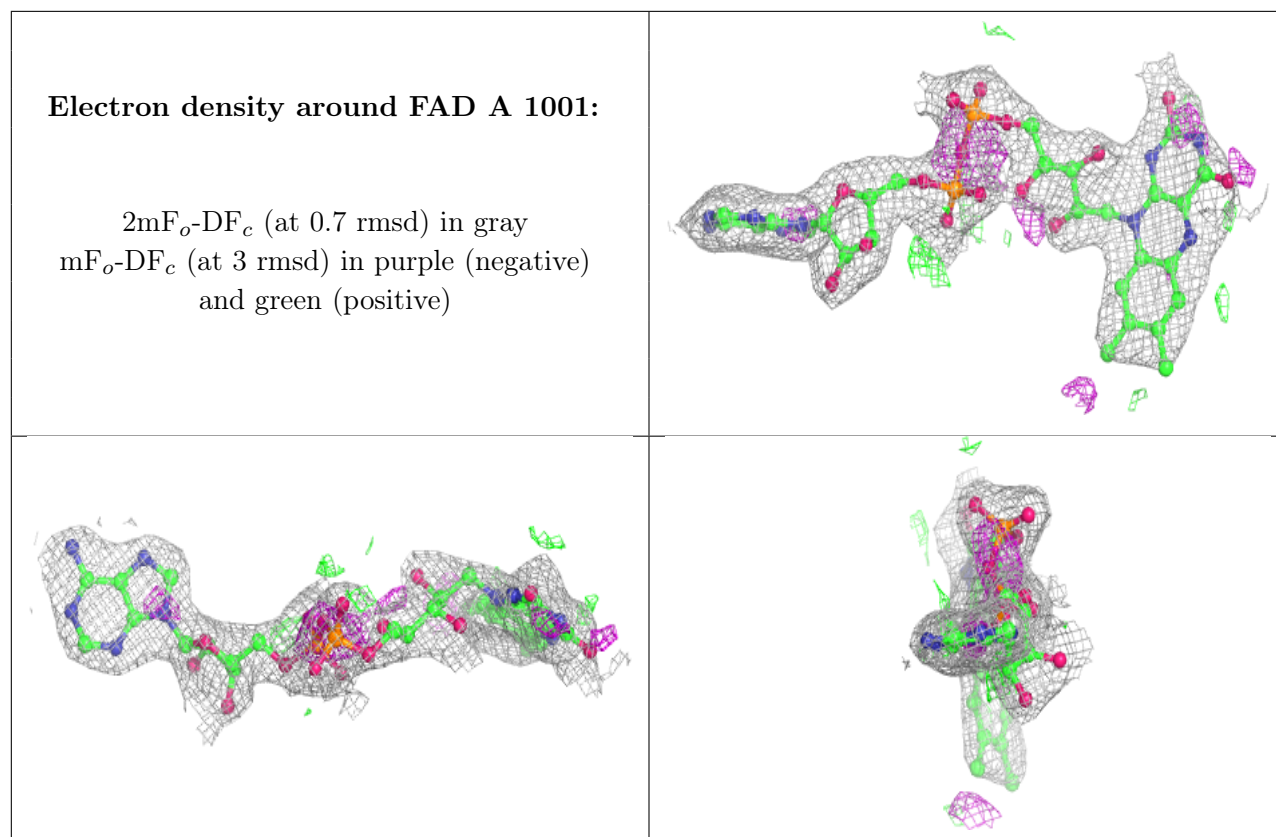 Electron density around FAD A 1001:
2mFo-DFc (at 0.7 rmsd) in gray
mFo-DFc (at 3 rmsd) in purple (negative)
and green (positive)